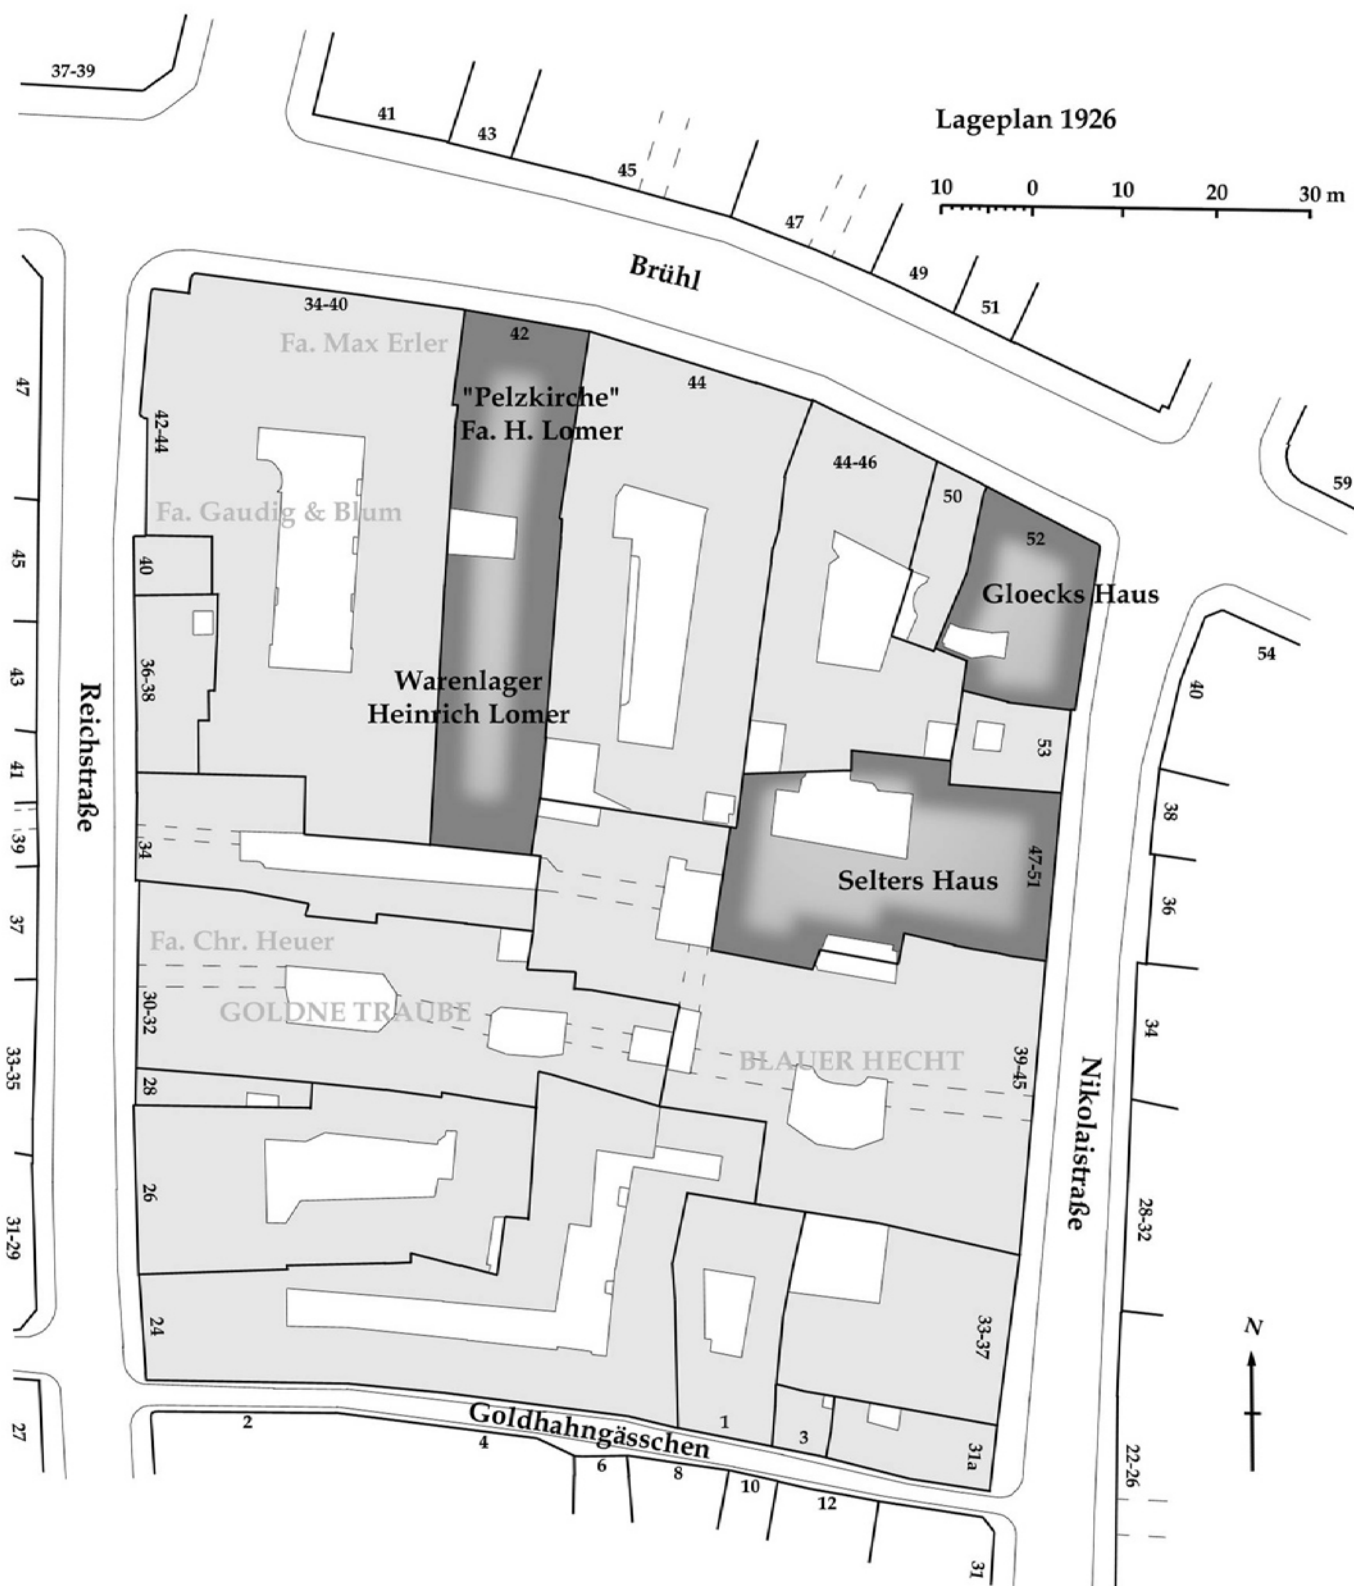 37-39
41
43
45
47
49
51
59
Lageplan 1926
10 0 10 20 30 m
Brühl
34-40
Fa. Max Erler
42
"Pelzkirche"
Fa. H. Lomer
44
44-46
50
52
Gloecks Haus
54
47
42-44
Fa. Gaudig & Blum
40
45
36-38
43
Reichstraße
41
39
34
Warenlager
Heinrich Lomer
53
40
38
47-51
Selters Haus
36
37
Fa. Chr. Heuer
GOLDNE TRAUBE
30-32
33-35
28
BLAUER HECHT
39-45
34
Nikolaistraße
26
31-29
28-32
24
33-37
N
27
2
Goldhahngässchen
4
6
8
10
12
1
3
31a
22-26
31